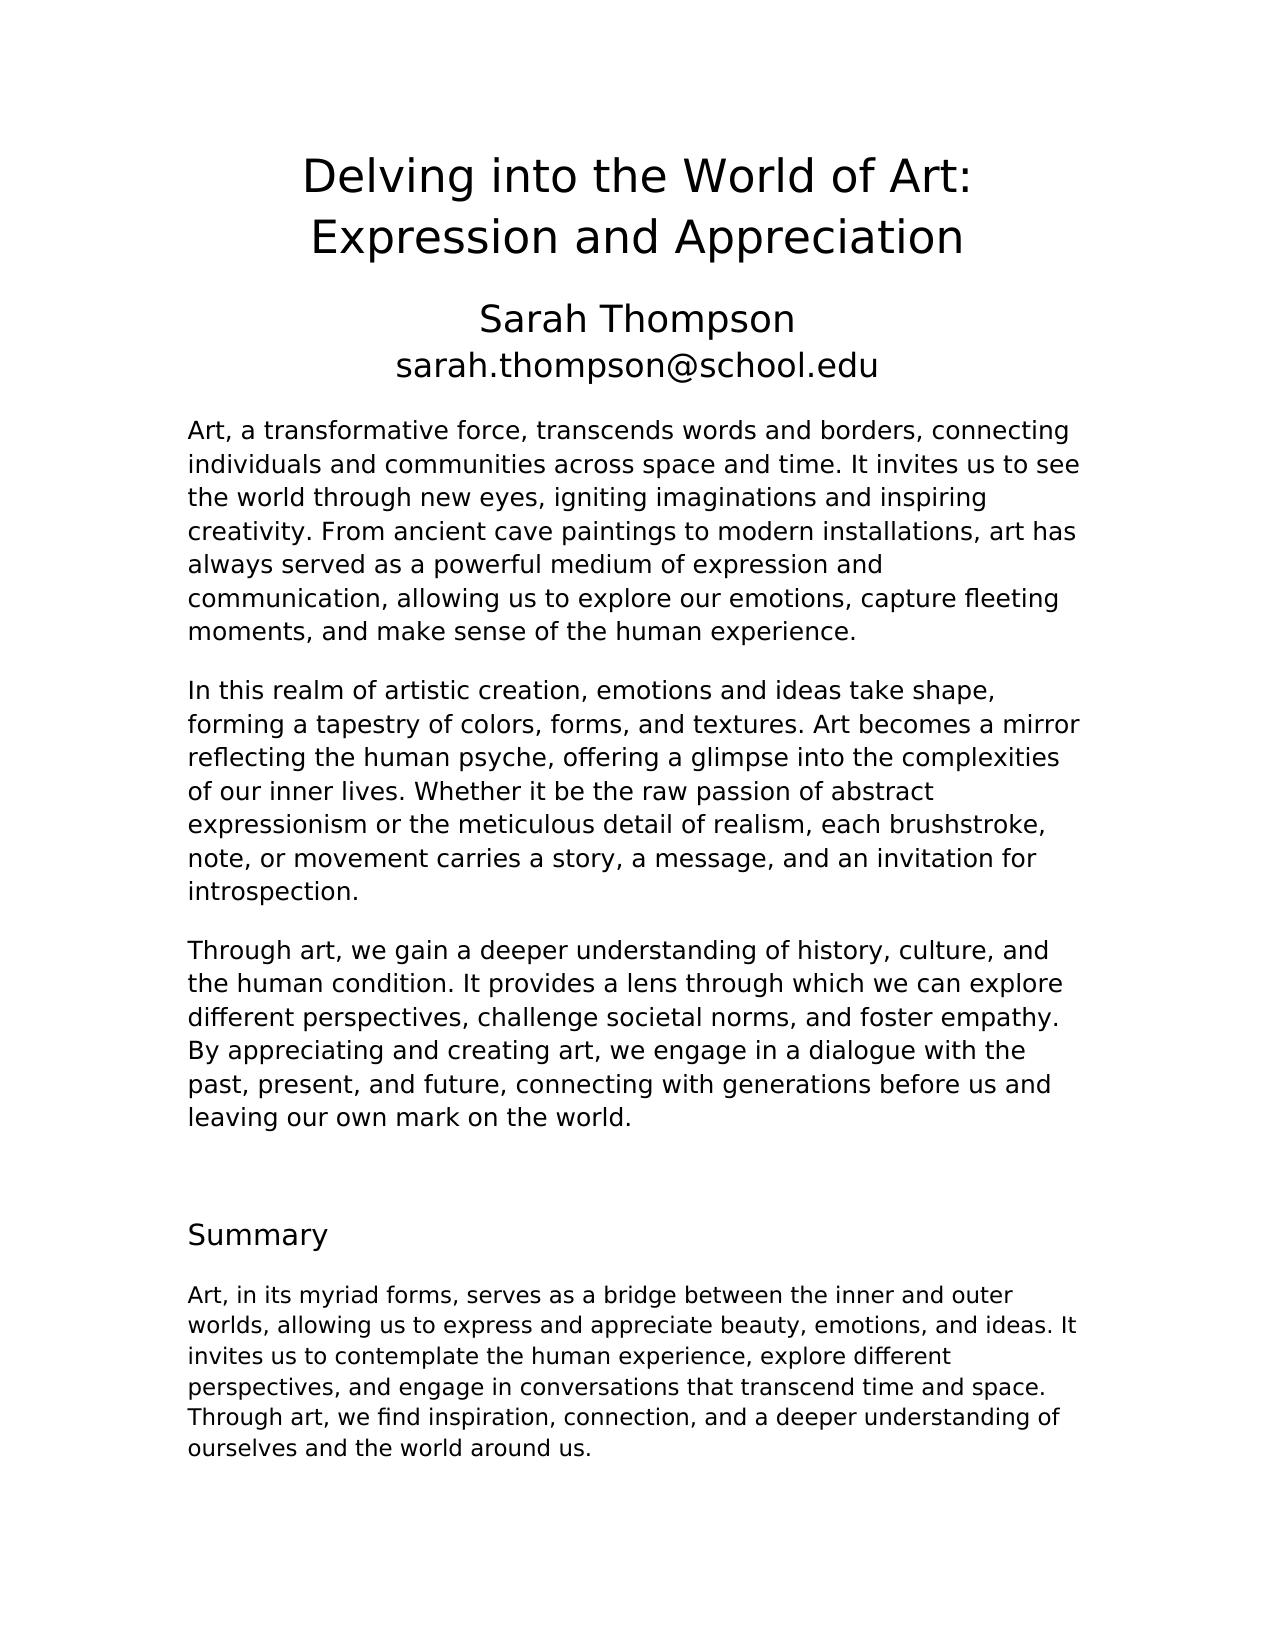 Delving into the World of Art:
Expression and Appreciation
Sarah Thompson
sarah.thompson@school.edu
Art, a transformative force, transcends words and borders, connecting
individuals and communities across space and time. It invites us to see
the world through new eyes, igniting imaginations and inspiring
creativity. From ancient cave paintings to modern installations, art has
always served as a powerful medium of expression and
communication, allowing us to explore our emotions, capture fleeting
moments, and make sense of the human experience.
In this realm of artistic creation, emotions and ideas take shape,
forming a tapestry of colors, forms, and textures. Art becomes a mirror
reflecting the human psyche, offering a glimpse into the complexities
of our inner lives. Whether it be the raw passion of abstract
expressionism or the meticulous detail of realism, each brushstroke,
note, or movement carries a story, a message, and an invitation for
introspection.
Through art, we gain a deeper understanding of history, culture, and
the human condition. It provides a lens through which we can explore
different perspectives, challenge societal norms, and foster empathy.
By appreciating and creating art, we engage in a dialogue with the
past, present, and future, connecting with generations before us and
leaving our own mark on the world.
Summary
Art, in its myriad forms, serves as a bridge between the inner and outer
worlds, allowing us to express and appreciate beauty, emotions, and ideas. It
invites us to contemplate the human experience, explore different
perspectives, and engage in conversations that transcend time and space.
Through art, we find inspiration, connection, and a deeper understanding of
ourselves and the world around us.